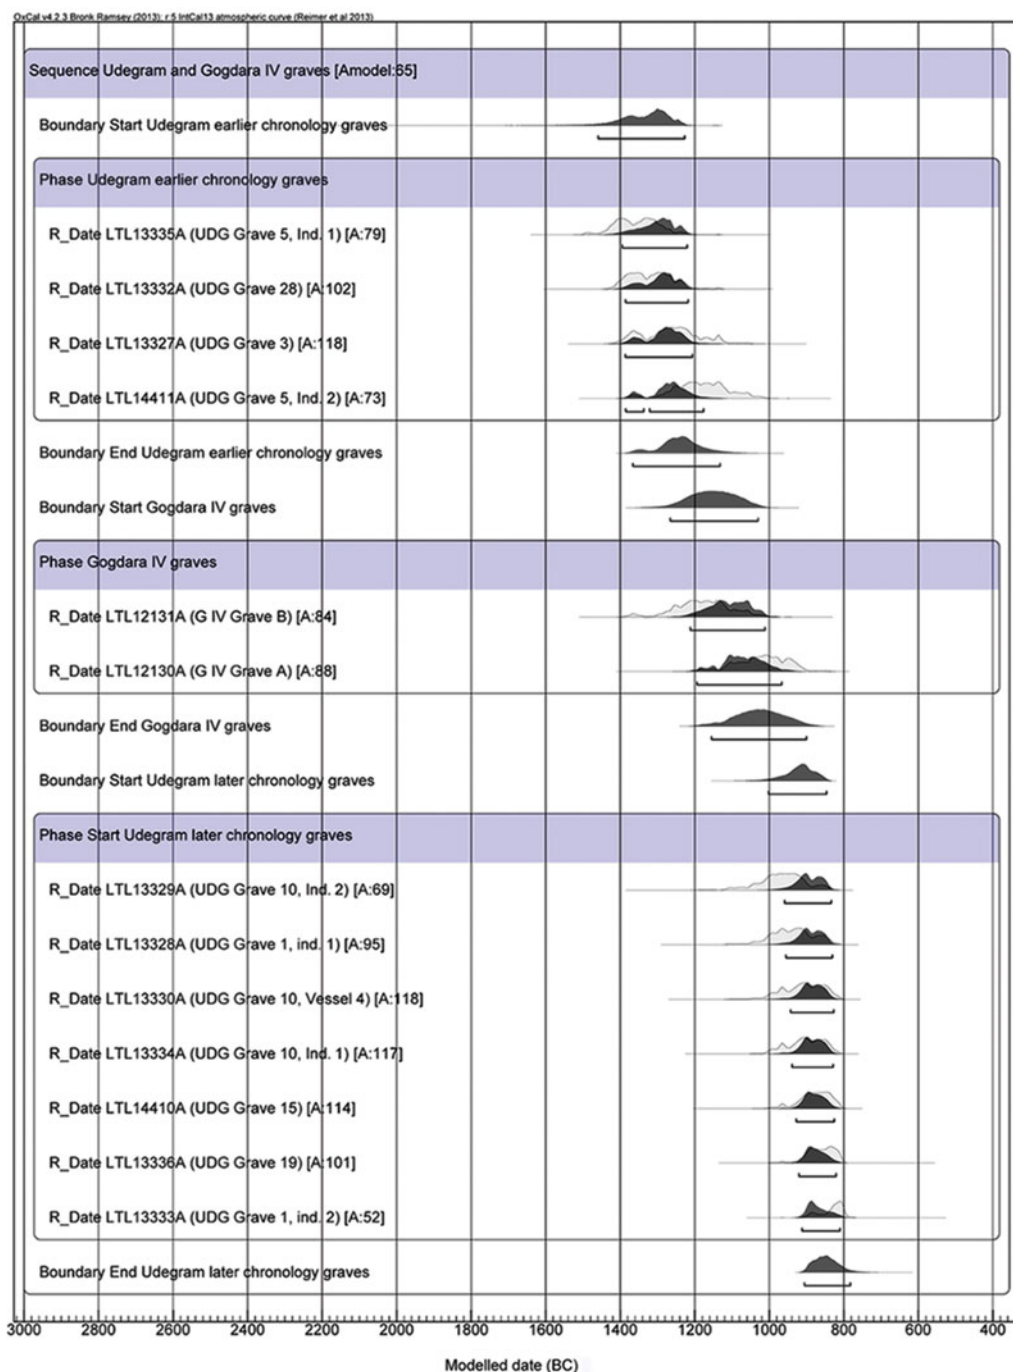 OxCal v4.2.3 Bronk Ramsey (2013); r:5 IntCal13 atmospheric curve (Reimer et al 2013)
Sequence Udegram and Gogdara IV graves [Amodel:65]
Boundary Start Udegram earlier chronology graves
Phase Udegram earlier chronology graves
R_Date LTL13335A (UDG Grave 5, Ind. 1) [A:79]
R_Date LTL13332A (UDG Grave 28) [A:102]
R_Date LTL13327A (UDG Grave 3) [A:118]
R_Date LTL14411A (UDG Grave 5, Ind. 2) [A:73]
Boundary End Udegram earlier chronology graves
Boundary Start Gogdara IV graves
Phase Gogdara IV graves
R_Date LTL12131A (G IV Grave B) [A:84]
R_Date LTL12130A (G IV Grave A) [A:88]
Boundary End Gogdara IV graves
Boundary Start Udegram later chronology graves
Phase Start Udegram later chronology graves
R_Date LTL13329A (UDG Grave 10, Ind. 2) [A:69]
R_Date LTL13328A (UDG Grave 1, ind. 1) [A:95]
R_Date LTL13330A (UDG Grave 10, Vessel 4) [A:118]
R_Date LTL13334A (UDG Grave 10, Ind. 1) [A:117]
R_Date LTL14410A (UDG Grave 15) [A:114]
R_Date LTL13336A (UDG Grave 19) [A:101]
R_Date LTL13333A (UDG Grave 1, ind. 2) [A:52]
Boundary End Udegram later chronology graves
3000 2800 2600 2400 2200 2000 1800 1600 1400 1200 1000 800 600 400
Modelled date (BC)